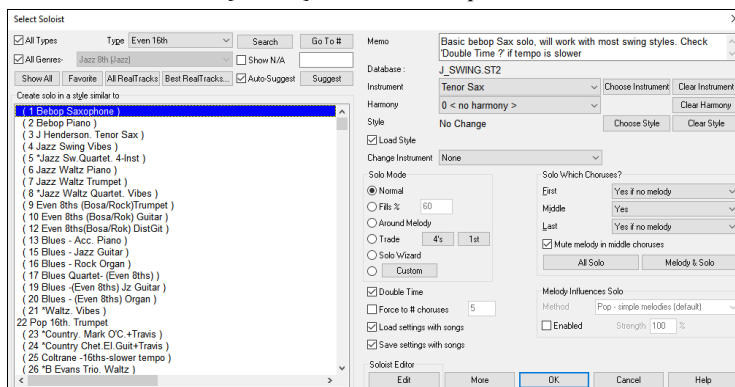 Select Soloist
All Types Type Even 16th Search Go To #
All Genres- Jazz 8th (Jazz) Show N/A
Show All Favorite All RealTracks Best RealTracks... Auto-Suggest Suggest
Create solo in a style similar to
( 1 Bebop Saxophone )
( 2 Bebop Piano )
( 3 J Henderson. Tenor Sax )
( 4 Jazz Swing Vibes )
( 5 *Jazz Sw.Quartet. 4-Inst )
( 6 Jazz Waltz Piano )
( 7 Jazz Waltz Trumpet )
( 8 *Jazz Waltz Quartet. Vibes )
( 9 Even 8ths (Bosa/Rock)Trumpet )
( 10 Even 8ths (Bosa/Rok) Guitar )
( 12 Even 8ths(Bosa/Rok) DistGit )
( 13 Blues - Acc. Piano )
( 15 Blues - Jazz Guitar )
( 16 Blues - Rock Organ )
( 17 Blues Quartet- (Even 8ths) )
( 19 Blues -(Even 8ths) Jz Guitar )
( 20 Blues - (Even 8ths) Organ )
( 21 *Waltz. Vibes )
22 Pop 16th. Trumpet
( 23 *Country. Mark O'C.+Travis )
( 24 *Country Chet.El.Guit+Travis )
( 25 Coltrane -16ths-slower tempo )
( 26 *B Evans Trio. Waltz )
Memo Basic bebop Sax solo, will work with most swing styles. Check
'Double Time ?' if tempo is slower
Database : J_SWING.ST2
Instrument Tenor Sax Choose Instrument Clear Instrument
Harmony 0 < no harmony > Clear Harmony
Style No Change Choose Style Clear Style
Load Style
Change Instrument None
Solo Mode
Normal
Fills % 60
Around Melody
Trade 4's 1st
Solo Wizard
Custom
Double Time
Force to # choruses 5
Load settings with songs
Save settings with songs
Solo Which Choruses?
First Yes if no melody
Middle Yes
Last Yes if no melody
Mute melody in middle choruses
All Solo Melody & Solo
Melody Influences Solo
Method Pop - simple melodies (default)
Enabled Strength 100 %
Soloist Editor
Edit More OK Cancel Help